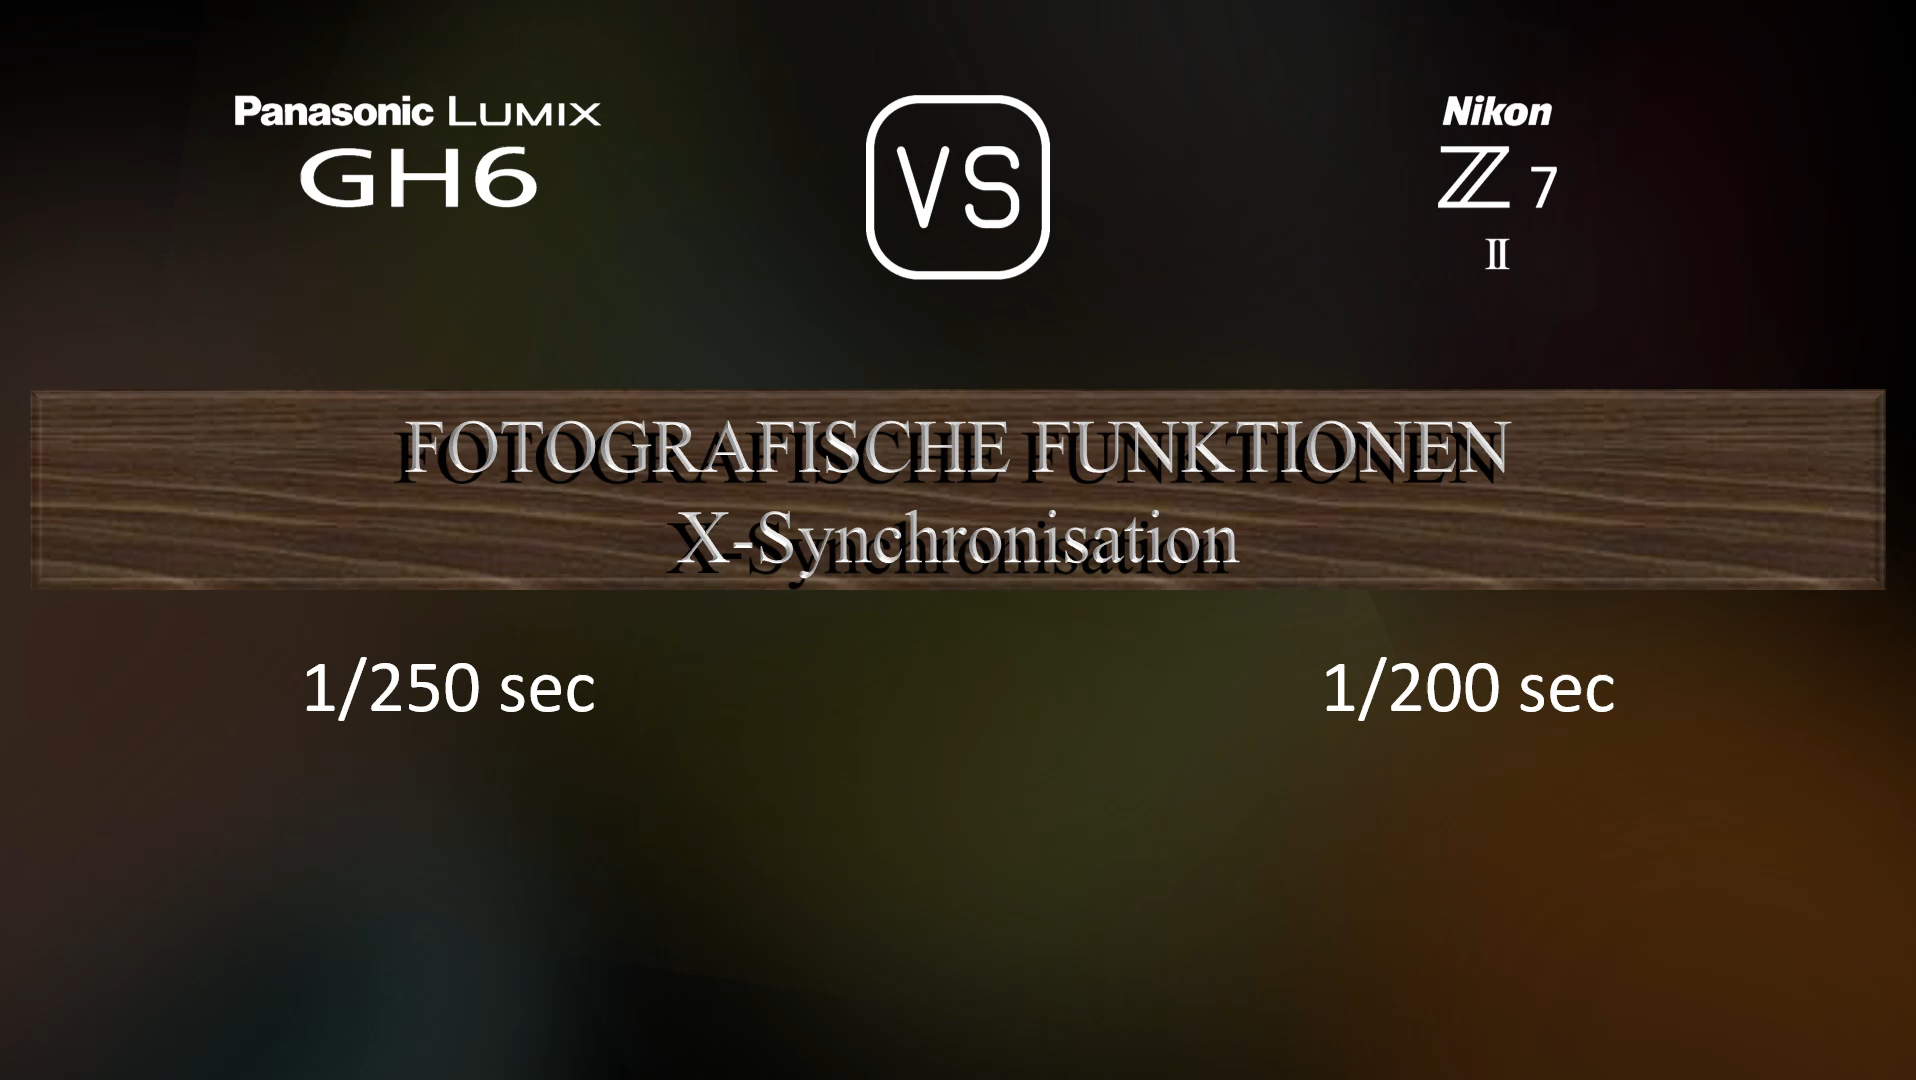 Panasonic LUMIX
GH6
VS
Nikon
Z 7
II
FOTOGRAFISCHE FUNKTIONEN
X-Synchronisation
1/250 sec
1/200 sec